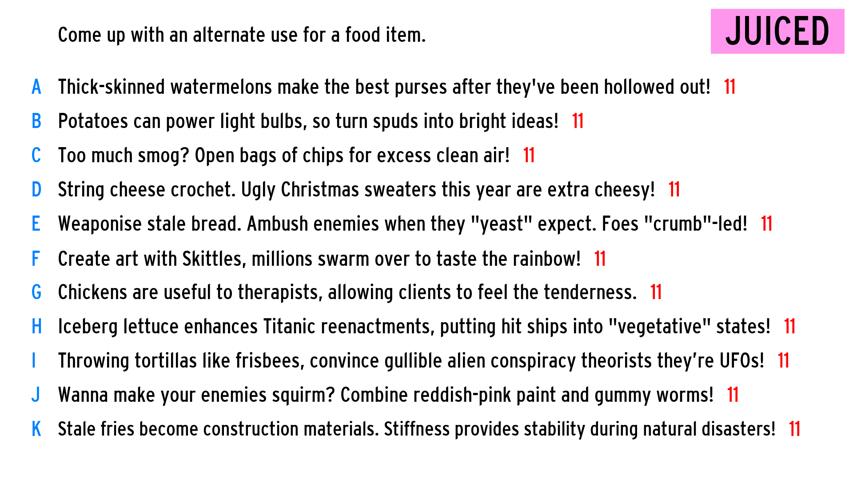 Come up with an alternate use for a food item.
JUICED
A Thick-skinned watermelons make the best purses after they've been hollowed out! 11
B Potatoes can power light bulbs, so turn spuds into bright ideas! 11
C Too much smog? Open bags of chips for excess clean air! 11
D String cheese crochet. Ugly Christmas sweaters this year are extra cheesy! 11
E Weaponise stale bread. Ambush enemies when they "yeast" expect. Foes "crumb"-led! 11
F Create art with Skittles, millions swarm over to taste the rainbow! 11
G Chickens are useful to therapists, allowing clients to feel the tenderness. 11
H Iceberg lettuce enhances Titanic reenactments, putting hit ships into "vegetative" states! 11
I Throwing tortillas like frisbees, convince gullible alien conspiracy theorists they’re UFOs! 11
J Wanna make your enemies squirm? Combine reddish-pink paint and gummy worms! 11
K Stale fries become construction materials. Stiffness provides stability during natural disasters! 11